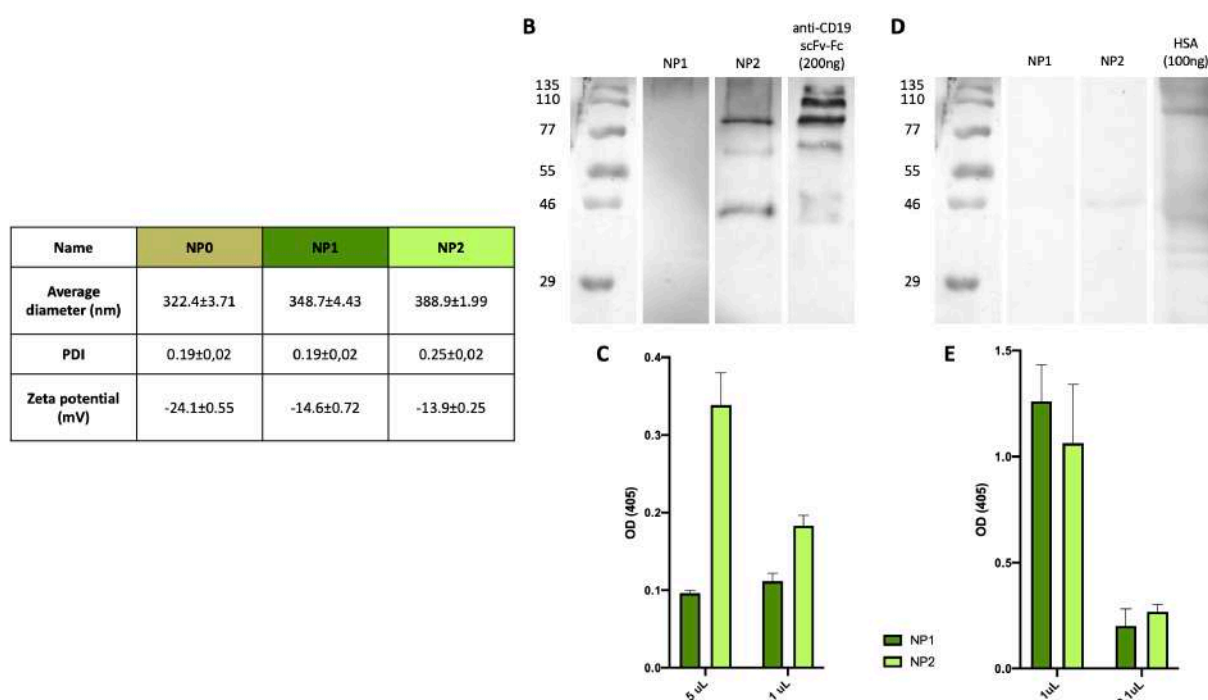 Name NP0 NP1 NP2
Average diameter (nm) 322.4±3.71 348.7±4.43 388.9±1.99
PDI 0.19±0,02 0.19±0,02 0.25±0,02
Zeta potential (mV) -24.1±0.55 -14.6±0.72 -13.9±0.25
B
NP1
NP2
anti-CD19
scFv-Fc
(200ng)
135
110
77
55
46
29
D
NP1
NP2
HSA
(100ng)
135
110
77
55
46
29
C
OD (405)
0.4
0.3
0.2
0.1
0.0
5 uL
1 uL
NP1
NP2
E
OD (405)
1.5
1.0
0.5
0.0
1uL